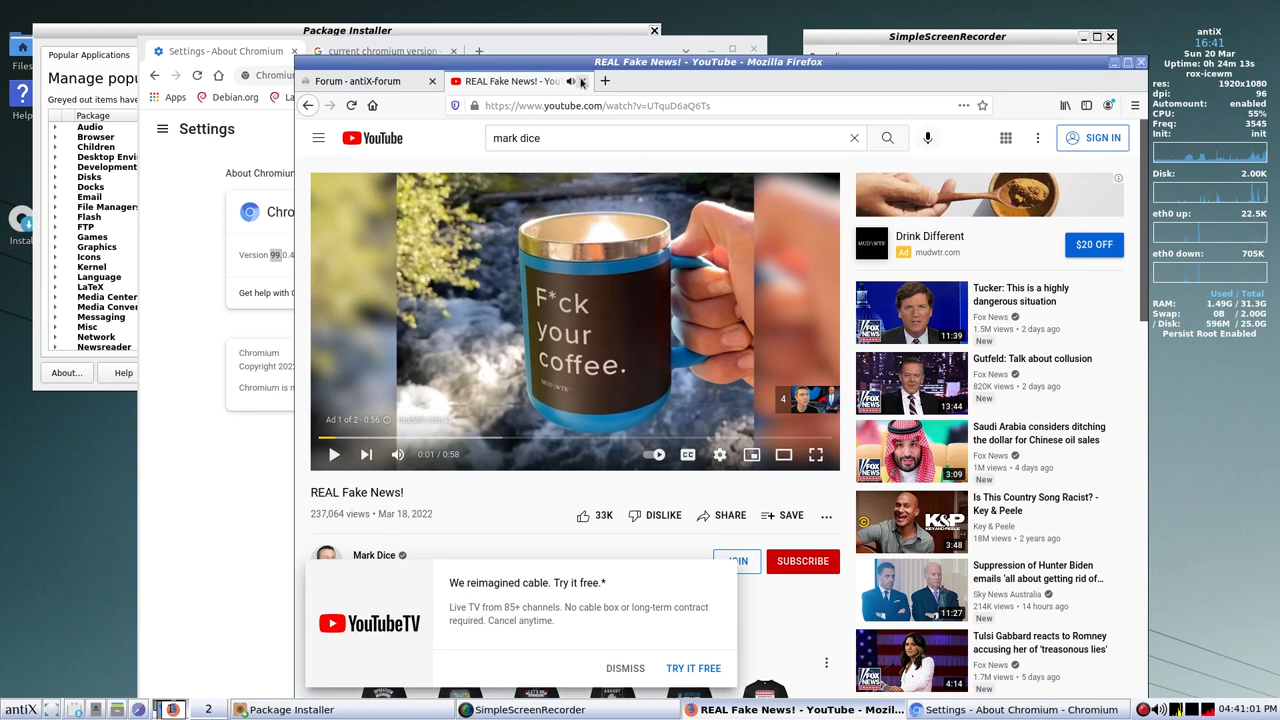 Package Installer
Files
Help
Popular Applications
Manage popu
Greyed out items have
Package
Audio
Browser
Children
Desktop Envi
Development
Disks
Docks
Email
File Managers
Flash
FTP
Games
Graphics
Icons
Kernel
Language
LaTeX
Media Center
Media Conver
Messaging
Misc
Network
Newsreader
About...
Help
Settings - About Chromium
current chromium version
Apps
Debian.org
Settings
About Chromium
Chro
Version 99.0.4
Get help with C
Chromium
Copyright 202
Chromium is m
SimpleScreenRecorder
REAL Fake News! - YouTube - Mozilla Firefox
Forum - antiX-forum
REAL Fake News! - You
https://www.youtube.com/watch?v=UTquD6aQ6Ts
YouTube
mark dice
SIGN IN
F*ck
your
coffee.
MUD\WTR
4
Ad 1 of 2 · 0:56
mudwtr.com
0:01 / 0:58
REAL Fake News!
237,064 views • Mar 18, 2022
33K
DISLIKE
SHARE
SAVE
Mark Dice
JOIN
SUBSCRIBE
YouTubeTV
We reimagined cable. Try it free.*
Live TV from 85+ channels. No cable box or long-term contract
required. Cancel anytime.
DISMISS
TRY IT FREE
MUD\WTR
Drink Different
Ad
mudwtr.com
$20 OFF
Tucker: This is a highly
dangerous situation
Fox News
1.5M views • 2 days ago
New
11:39
Gutfeld: Talk about collusion
Fox News
820K views • 2 days ago
New
13:44
Saudi Arabia considers ditching
the dollar for Chinese oil sales
Fox News
1M views • 4 days ago
New
3:09
Is This Country Song Racist? -
Key & Peele
Key & Peele
18M views • 2 years ago
K&P
3:48
Suppression of Hunter Biden
emails 'all about getting rid of...
Sky News Australia
214K views • 14 hours ago
New
11:27
Tulsi Gabbard reacts to Romney
accusing her of 'treasonous lies'
Fox News
1.7M views • 5 days ago
New
4:14
antiX
16:41
Sun 20 Mar
Uptime: 0h 24m 13s
rox-icewm
res: 1920x1080
dpi: 96
Automount: enabled
CPU: 55%
Freq: 3545
Init: init
Disk: 2.00K
eth0 up: 22.5K
eth0 down: 705K
Used / Total
RAM: 1.49G / 31.3G
Swap: 0B / 2.00G
/ Disk: 596M / 25.0G
Persist Root Enabled
antiX
2
Package Installer
SimpleScreenRecorder
REAL Fake News! - YouTube - Mozil...
Settings - About Chromium - Chromium
04:41:01 PM